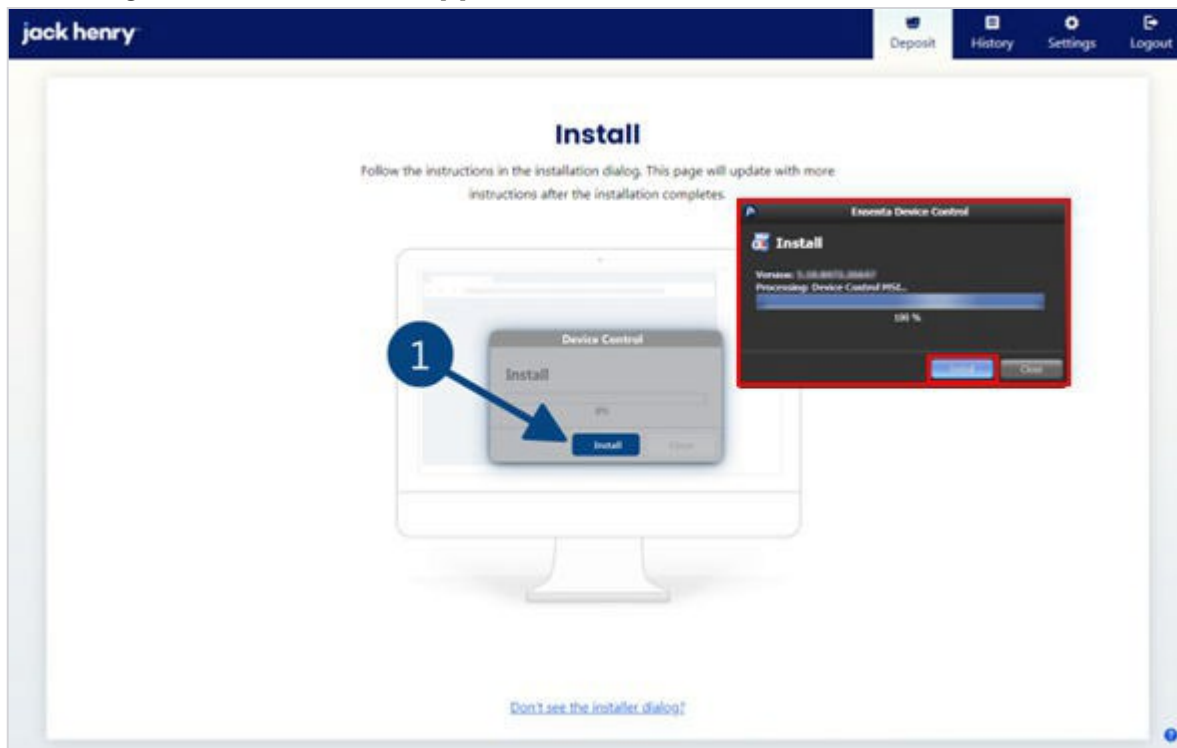 jack henry
Deposit
History
Settings
Logout
Install
Follow the instructions in the installation dialog. This page will update with more
instructions after the installation completes.
Ensenta Device Control
Install
Version:
Processing: Device Control MSI...
100 %
Install
Close
1
Device Control
Install
0%
Install
Close
Don't see the installer dialog?